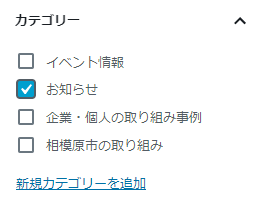 カテゴリー
イベント情報
お知らせ
企業・個人の取り組み事例
相模原市の取り組み
新規カテゴリーを追加